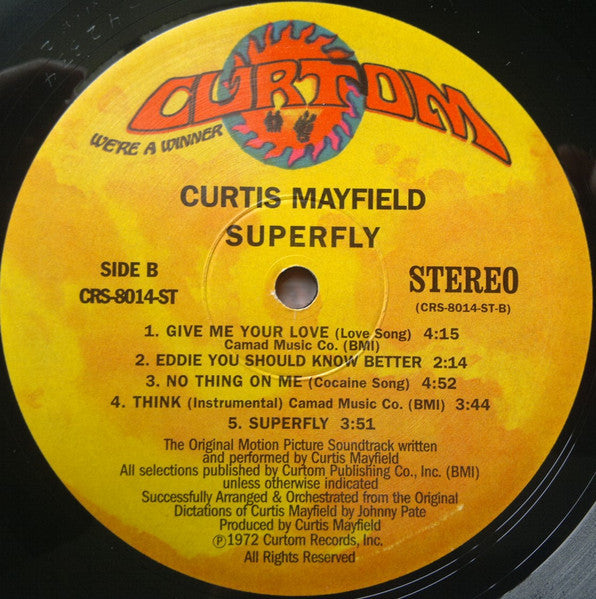 CURTOM
WE'RE A WINNER
CURTIS MAYFIELD
SUPERFLY
SIDE B
CRS-8014-ST
STEREO
(CRS-8014-ST-B)
1. GIVE ME YOUR LOVE (Love Song) 4:15
Camad Music Co. (BMI)
2. EDDIE YOU SHOULD KNOW BETTER 2:14
3. NO THING ON ME (Cocaine Song) 4:52
4. THINK (Instrumental) Camad Music Co. (BMI) 3:44
5. SUPERFLY 3:51
The Original Motion Picture Soundtrack written
and performed by Curtis Mayfield
All selections published by Curtom Publishing Co., Inc. (BMI)
unless otherwise indicated
Successfully Arranged & Orchestrated from the Original
Dictations of Curtis Mayfield by Johnny Pate
Produced by Curtis Mayfield
℗1972 Curtom Records, Inc.
All Rights Reserved